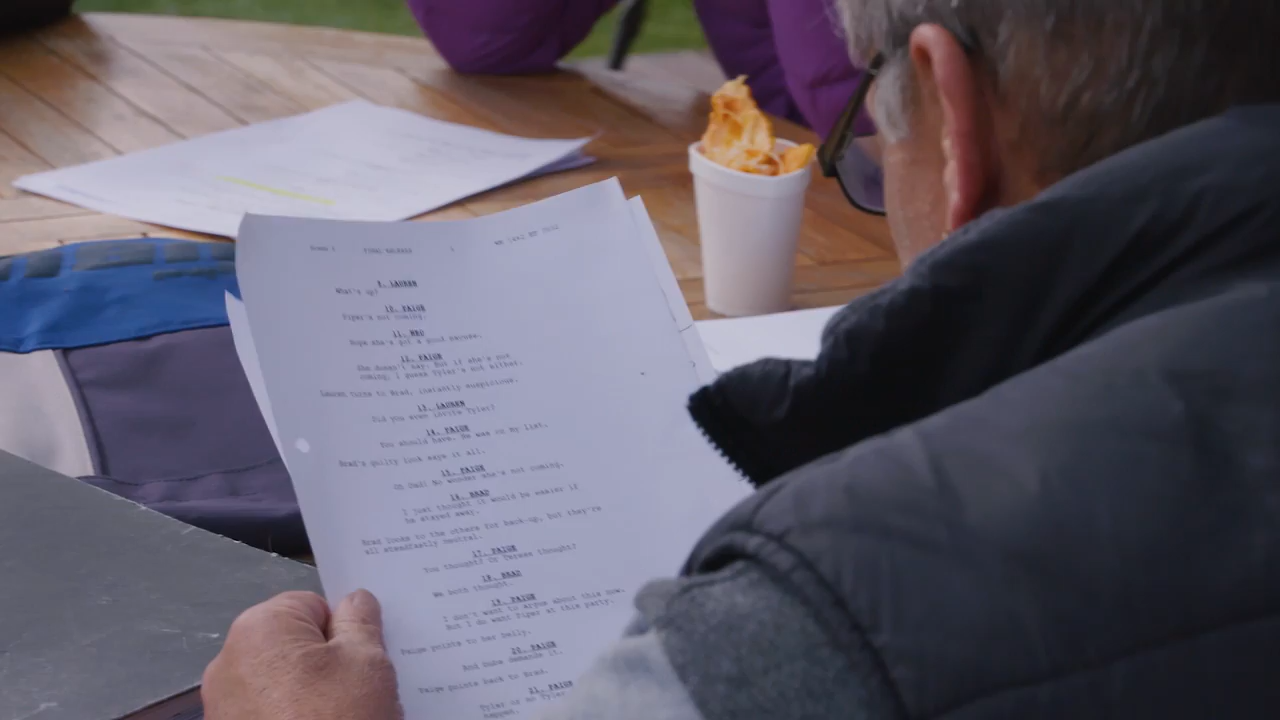 8. LAUREN
What's up?
10. PAIGE
Piper's not coming.
11. NED
Hope she's got a good excuse.
12. PAIGE
She doesn't say. But if she's not
coming, I guess Tyler's not either.
Lauren turns to Brad, instantly suspicious.
13. LAUREN
Did you even invite Tyler?
14. PAIGE
You should have. He was on my list.
Brad's guilty look says it all.
15. PAIGE
Oh Dad! No wonder she's not coming.
16. BRAD
I just thought it would be easier if
he stayed away.
Brad looks to the others for back-up, but they're
all steadfastly neutral.
17. PAIGE
You thought? Or Terese thought?
18. BRAD
We both thought.
19. PAIGE
I don't want to argue about this now.
But I do want Piper at this party.
Paige points to her belly.
20. PAIGE
And Bube demands it.
Paige points back to Brad.
21. PAIGE
Tyler
happen.